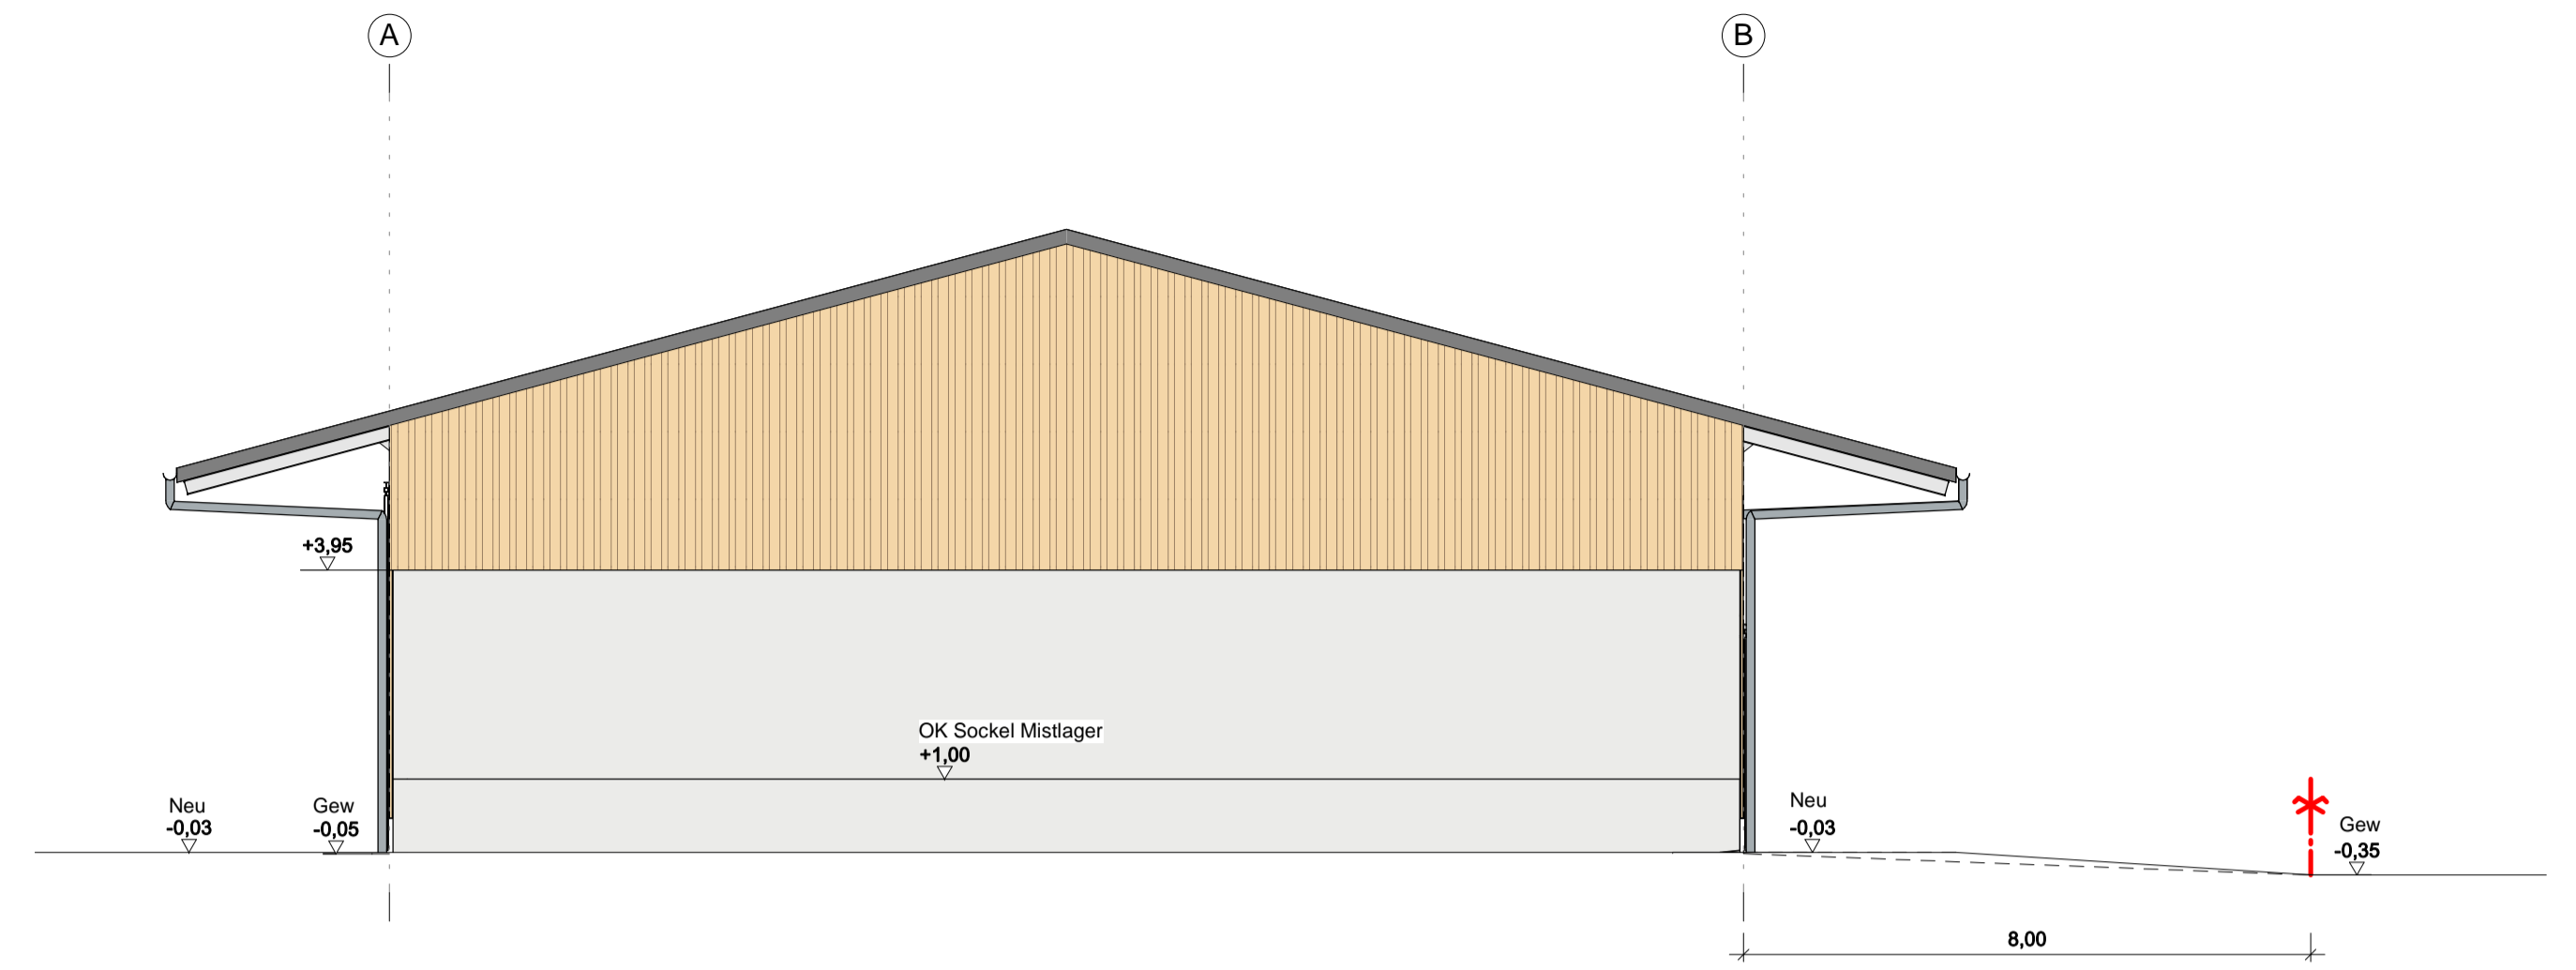 A
B
+3,95
OK Sockel Mistlager
+1,00
Neu
-0,03
Gew
-0,05
Neu
-0,03
Gew
-0,35
8,00